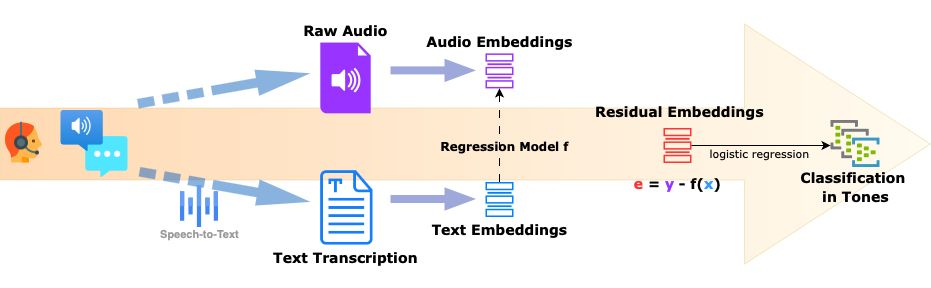 Raw Audio
Audio Embeddings
Residual Embeddings
Regression Model f
logistic regression
e = y - f(x)
Classification
in Tones
Speech-to-Text
T
Text Embeddings
Text Transcription